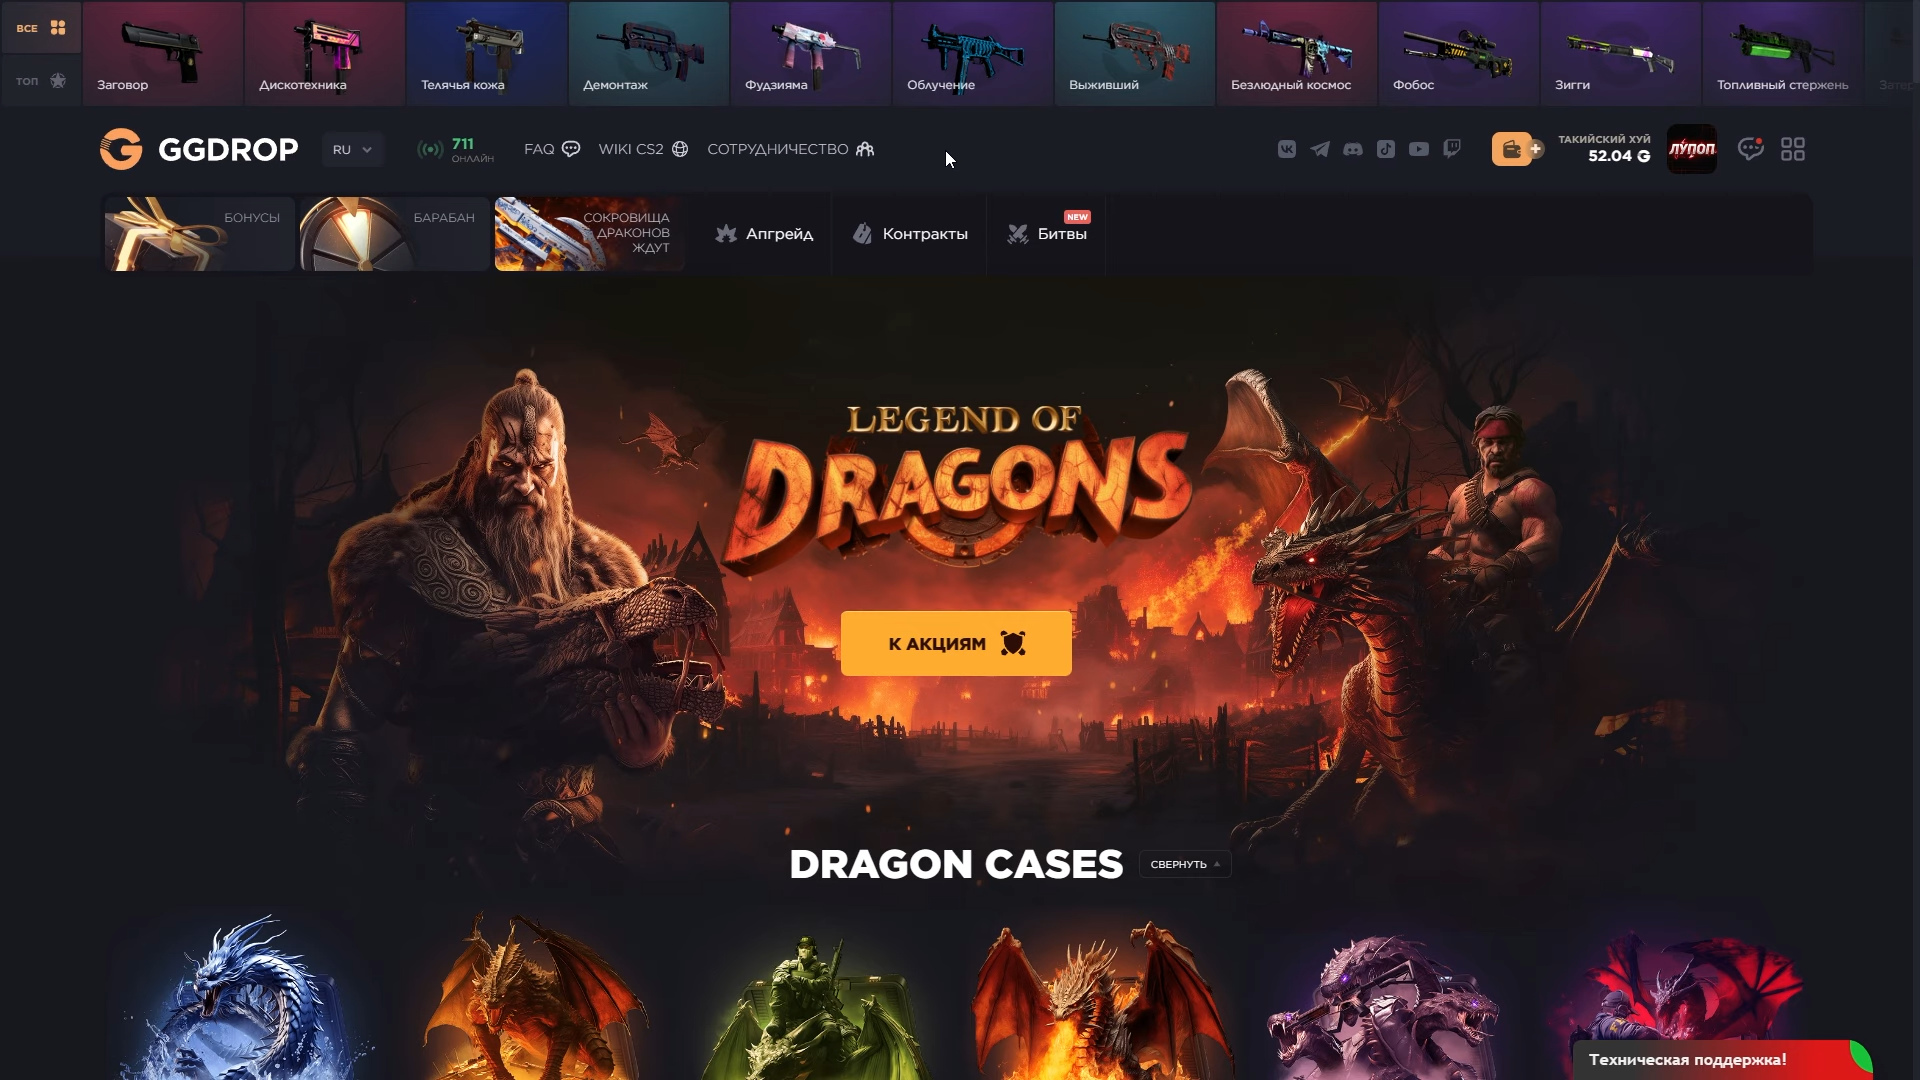 ВСЕ
ТОП
Заговор
Дискотехника
Телячья кожа
Демонтаж
Фудзияма
Облучение
Выживший
Безлюдный космос
Фобос
Зигги
Топливный стержень
GGDROP
RU
711
ОНЛАЙН
FAQ
WIKI CS2
СОТРУДНИЧЕСТВО
ТАКИЙСКИЙ ХУЙ
52.04 G
ЛУПОП
БОНУСЫ
БАРАБАН
СОКРОВИЩА
ДРАКОНОВ
ЖДУТ
Апгрейд
Контракты
Битвы
NEW
LEGEND OF
DRAGONS
К АКЦИЯМ
DRAGON CASES
СВЕРНУТЬ
Техническая поддержка!